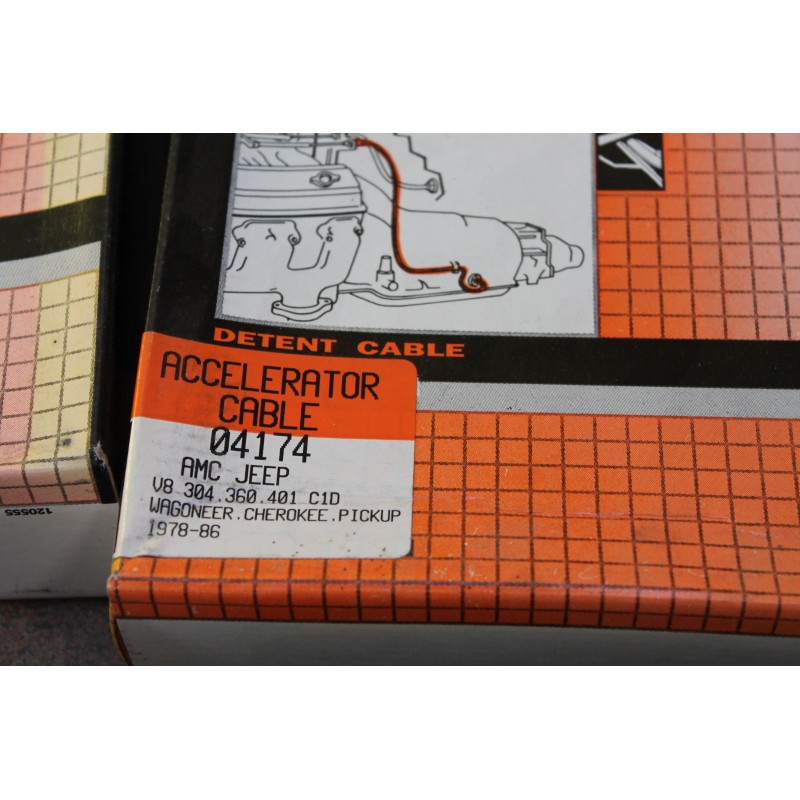 DETENT CABLE
ACCELERATOR
CABLE
04174
AMC JEEP
V8 304.360.401 C1D
WAGONEER.CHEROKEE.PICKUP
1978-86
120555